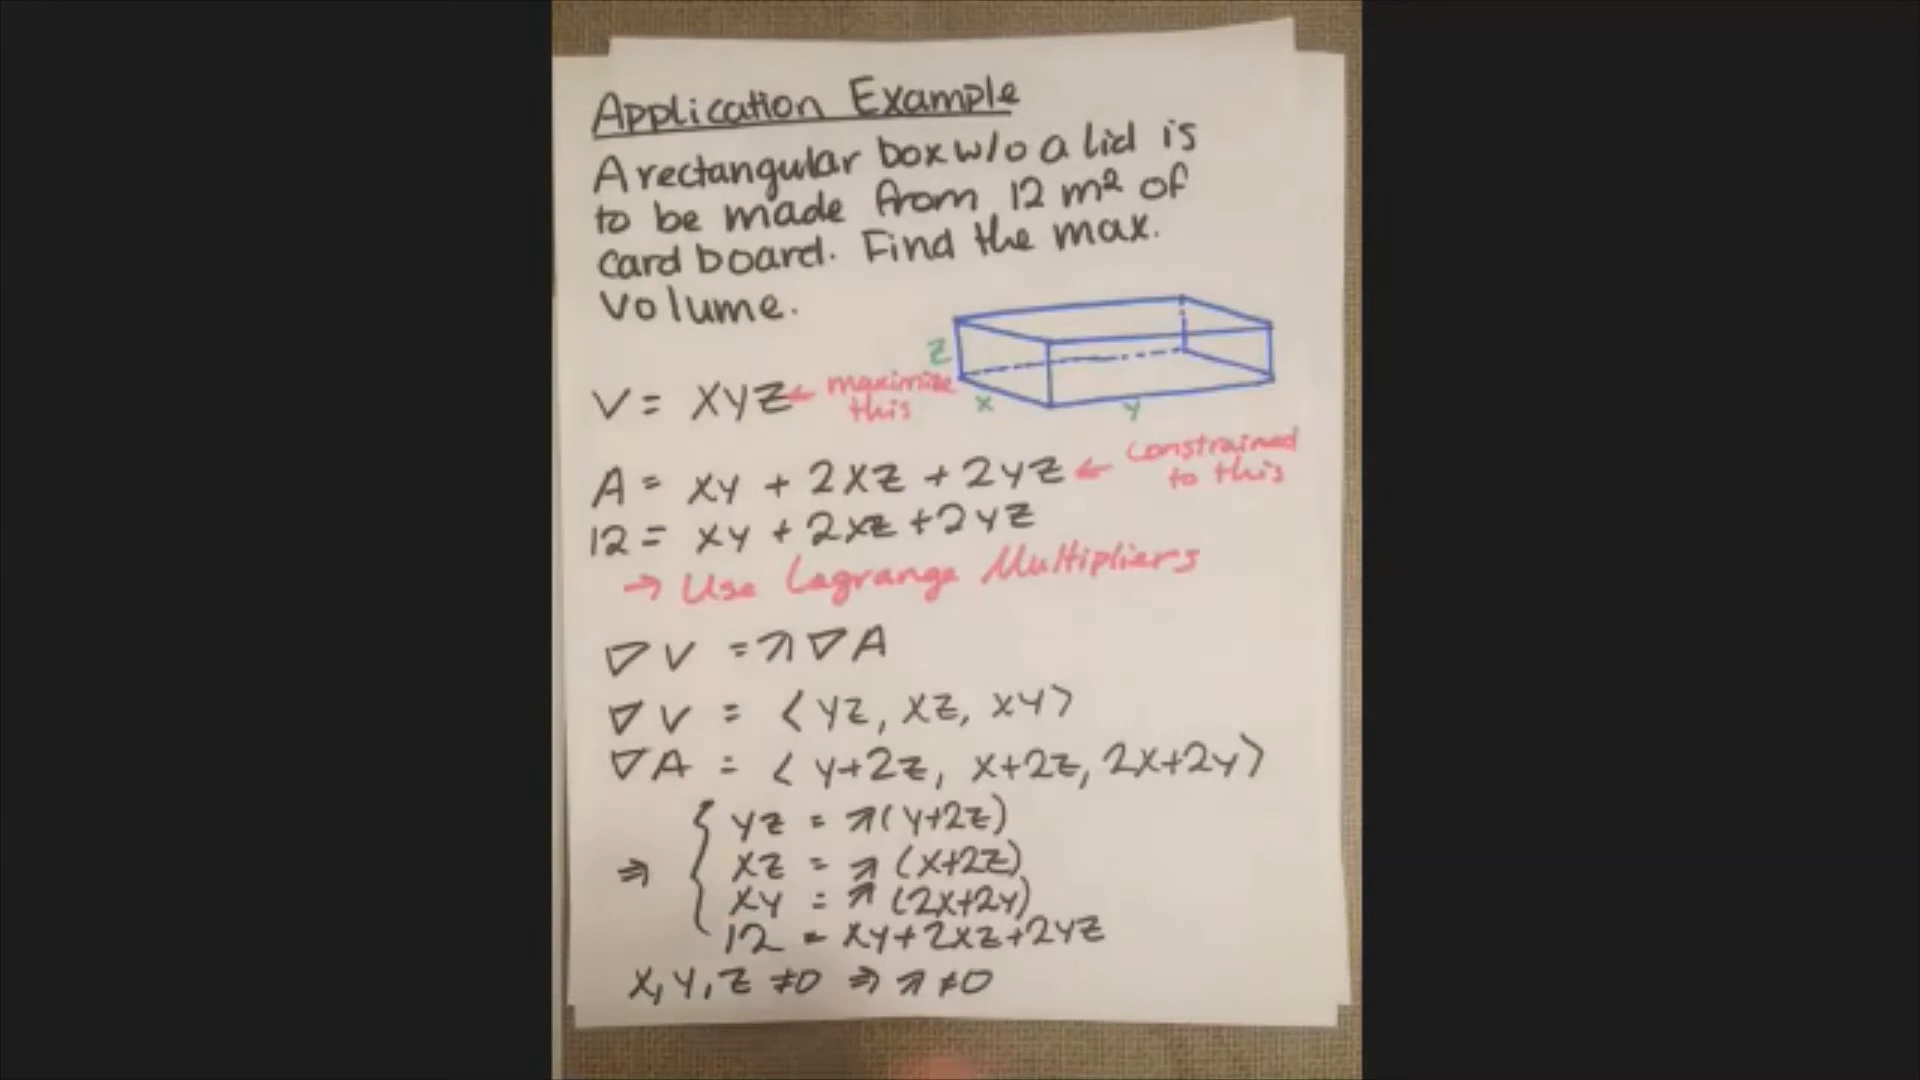 Application Example
A rectangular box w/o a lid is
to be made from 12 m² of
card board. Find the max.
Volume.
z
x
y
V = xyz ← maximize
this
A = xy + 2xz + 2yz ← constrained
to this
12 = xy + 2xz + 2yz
→ Use Lagrange Multipliers
∇V = λ∇A
∇V = ⟨yz, xz, xy⟩
∇A = ⟨y+2z, x+2z, 2x+2y⟩
⇒ { yz = λ(y+2z)
xz = λ(x+2z)
xy = λ(2x+2y)
12 = xy+2xz+2yz
x, y, z ≠0 ⇒ λ≠0